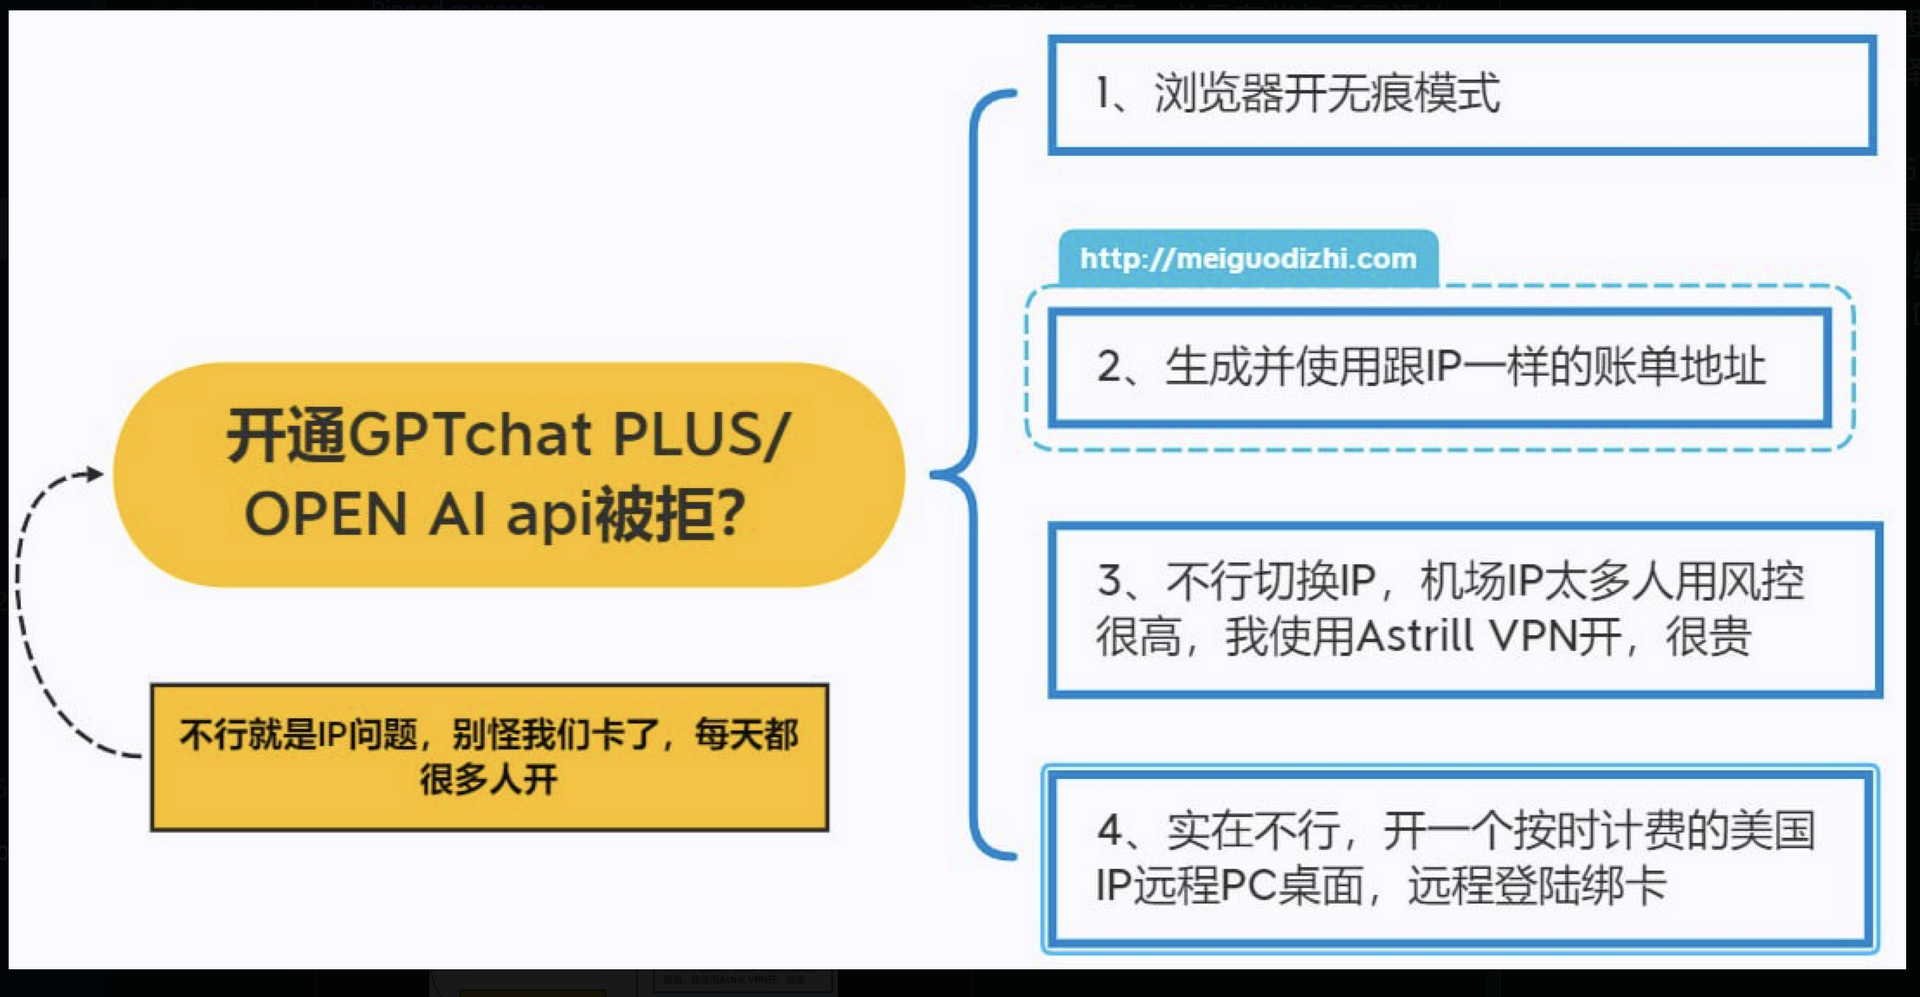 开通GPTchat PLUS/
OPEN AI api被拒？
不行就是IP问题，别怪我们卡了，每天都
很多人开
1、浏览器开无痕模式
http://meiguodizhi.com
2、生成并使用跟IP一样的账单地址
3、不行切换IP，机场IP太多人用风控
很高，我使用Astrill VPN开，很贵
4、实在不行，开一个按时计费的美国
IP远程PC桌面，远程登陆绑卡